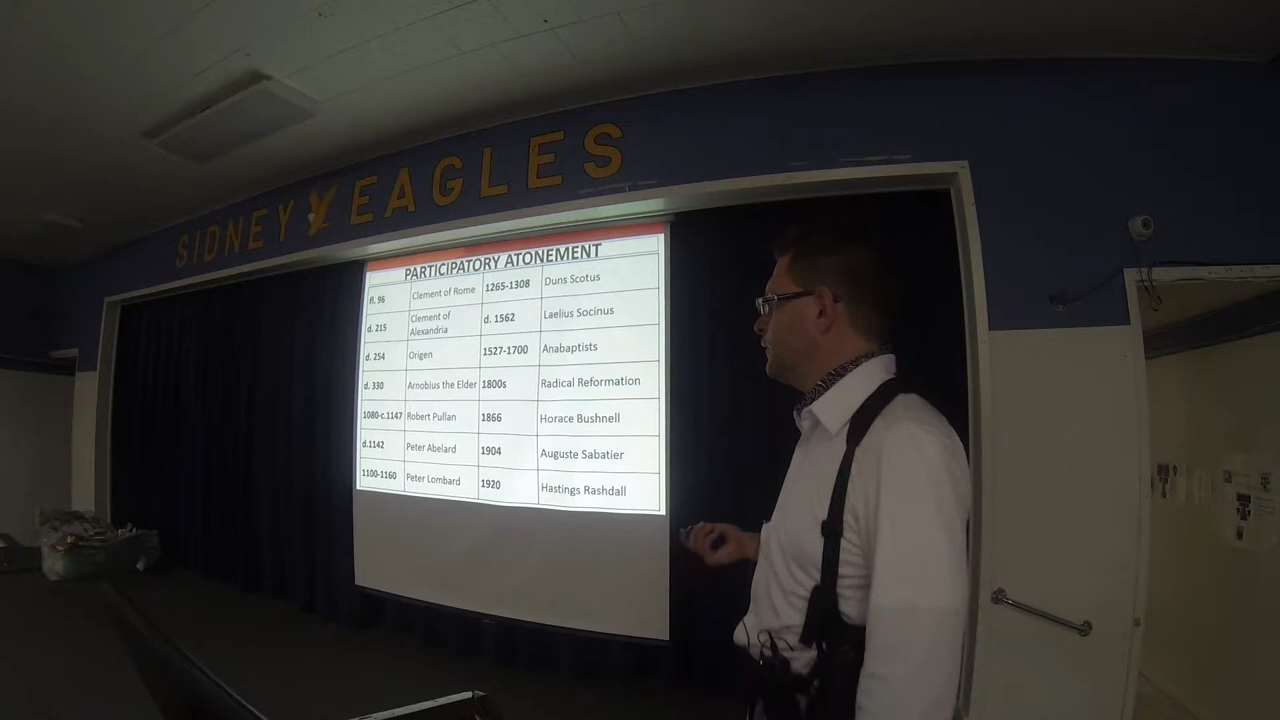 SIDNEY EAGLES
PARTICIPATORY ATONEMENT
fl. 96 Clement of Rome 1265-1308 Duns Scotus
d. 215 Clement of Alexandria d. 1562 Laelius Socinus
d. 254 Origen 1527-1700 Anabaptists
d. 330 Arnobius the Elder 1800s Radical Reformation
1080-c.1147 Robert Pullan 1866 Horace Bushnell
d.1142 Peter Abelard 1904 Auguste Sabatier
1100-1160 Peter Lombard 1920 Hastings Rashdall